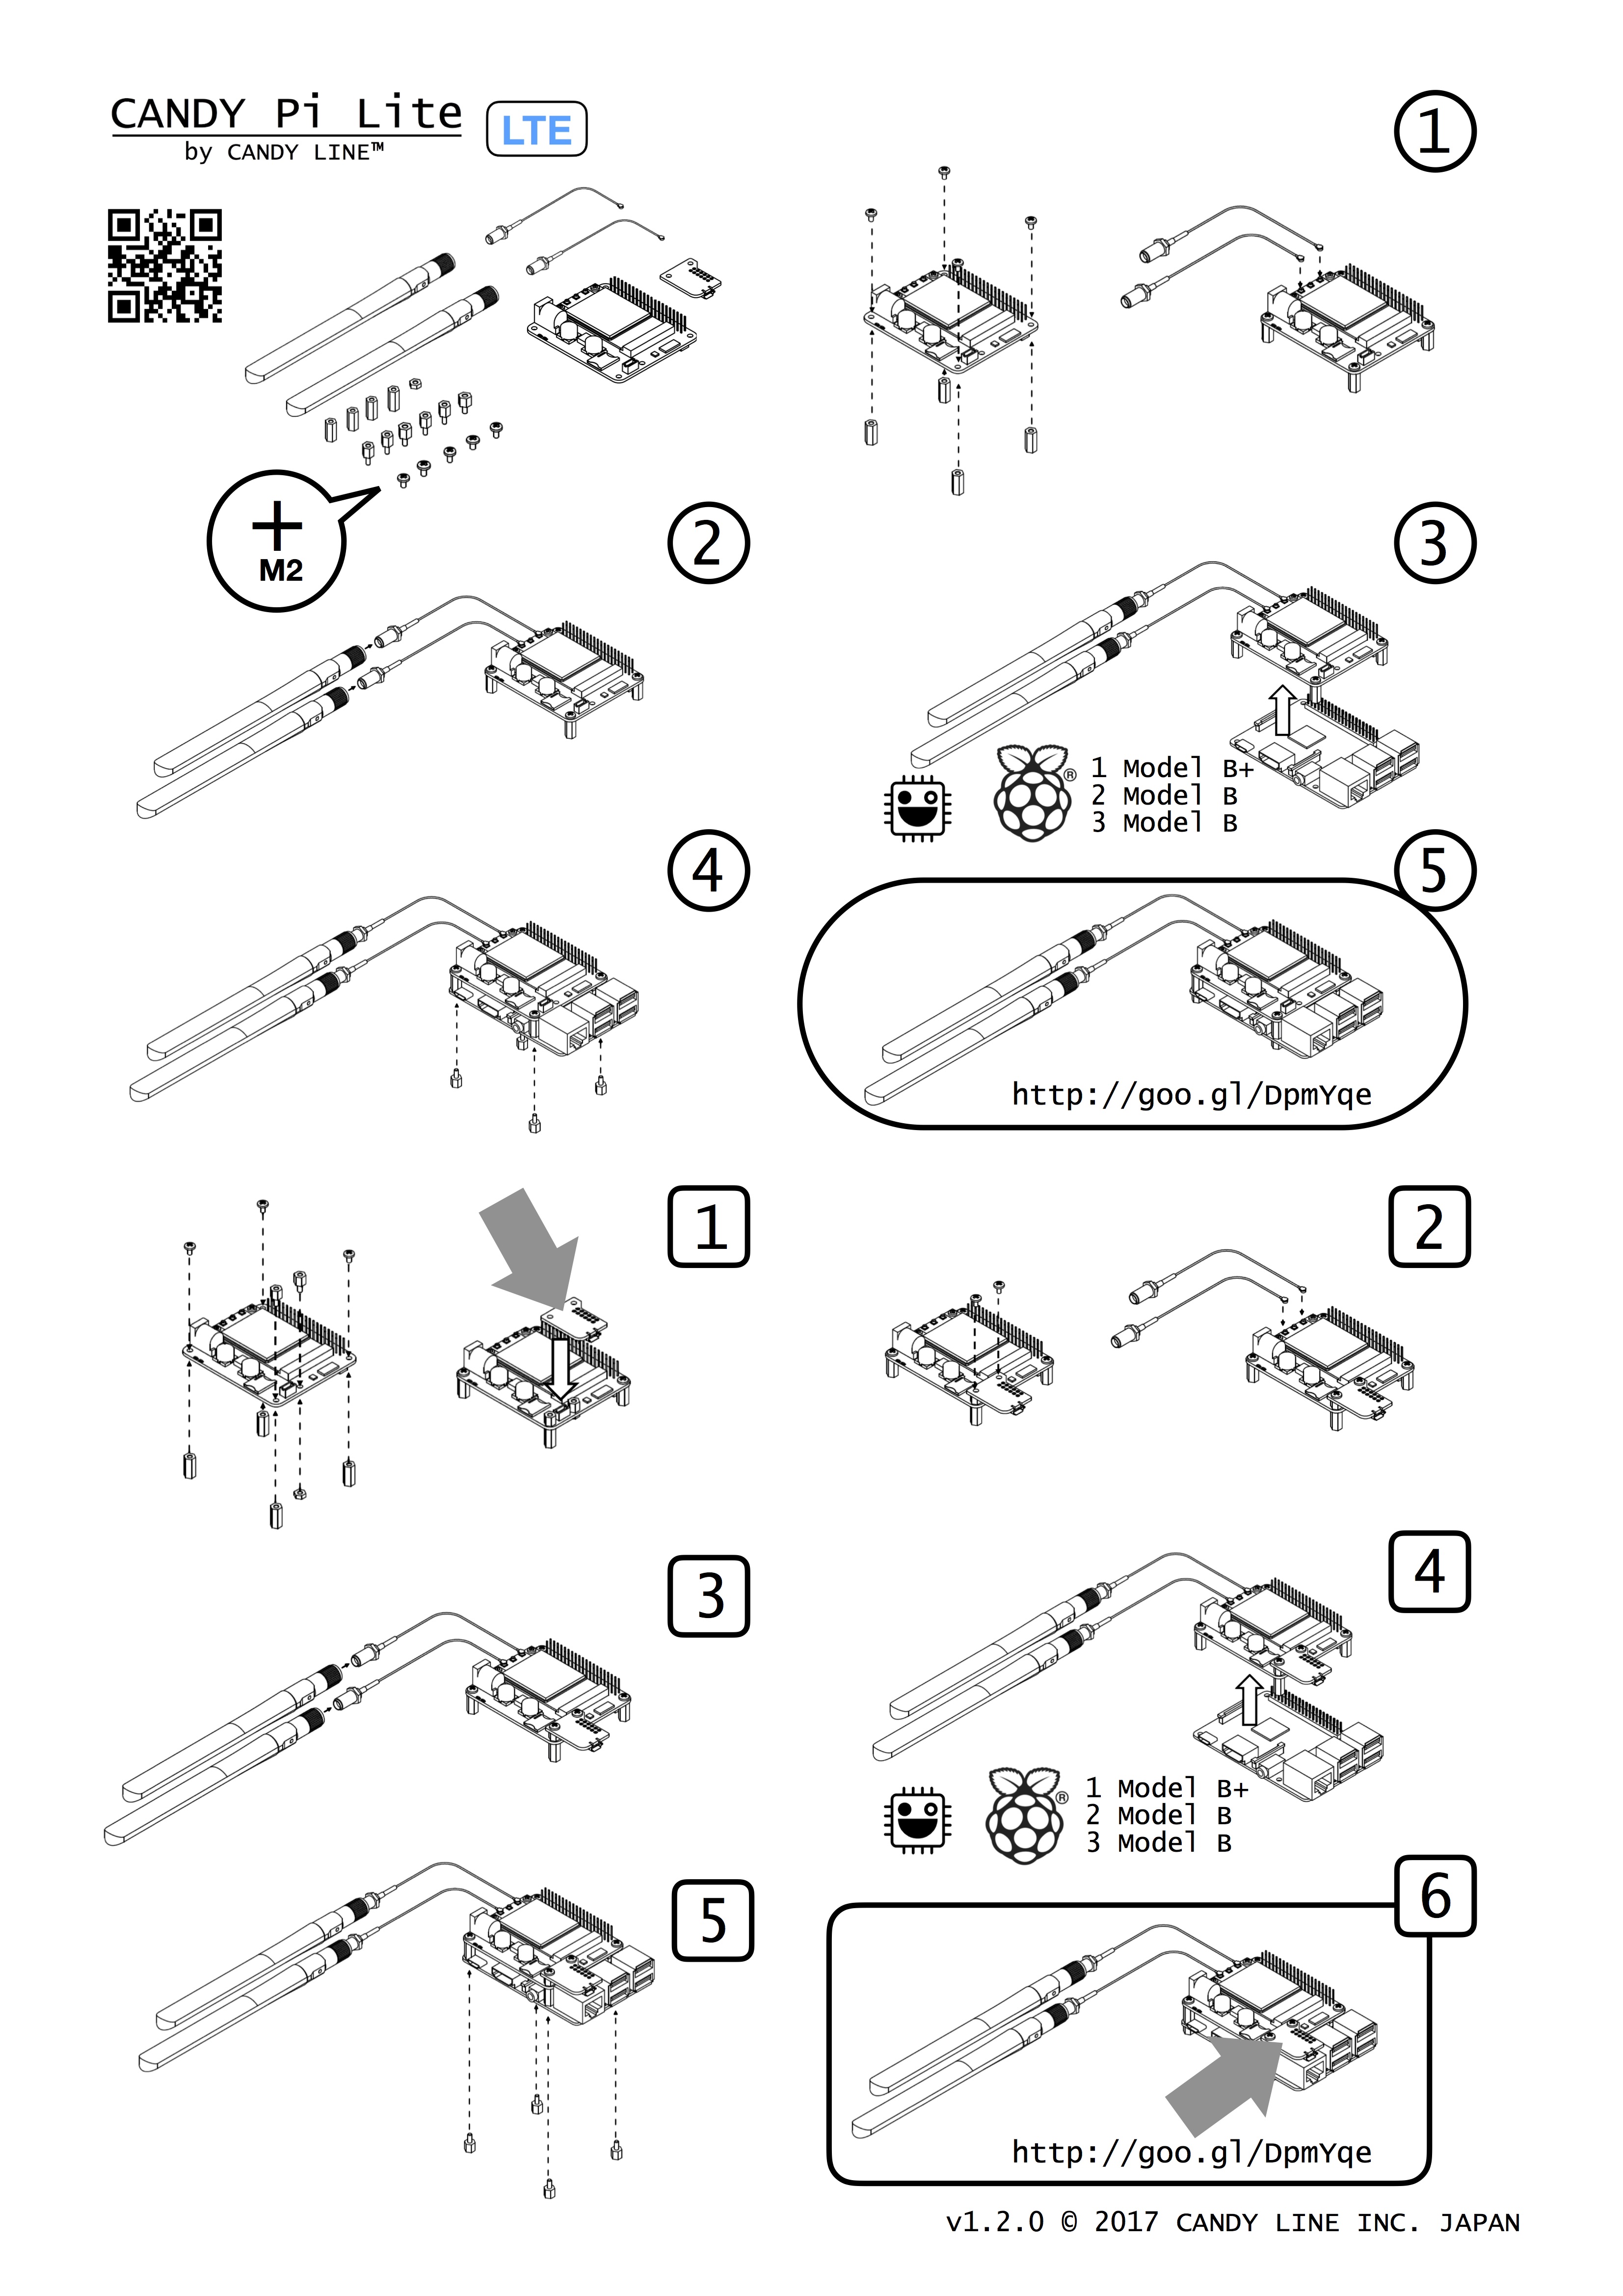 CANDY Pi Lite
by CANDY LINE™
LTE
1
+
M2
2
3
® 1 Model B+
2 Model B
3 Model B
4
5
http://goo.gl/DpmYqe
1
2
3
4
® 1 Model B+
2 Model B
3 Model B
5
6
http://goo.gl/DpmYqe
v1.2.0 © 2017 CANDY LINE INC. JAPAN